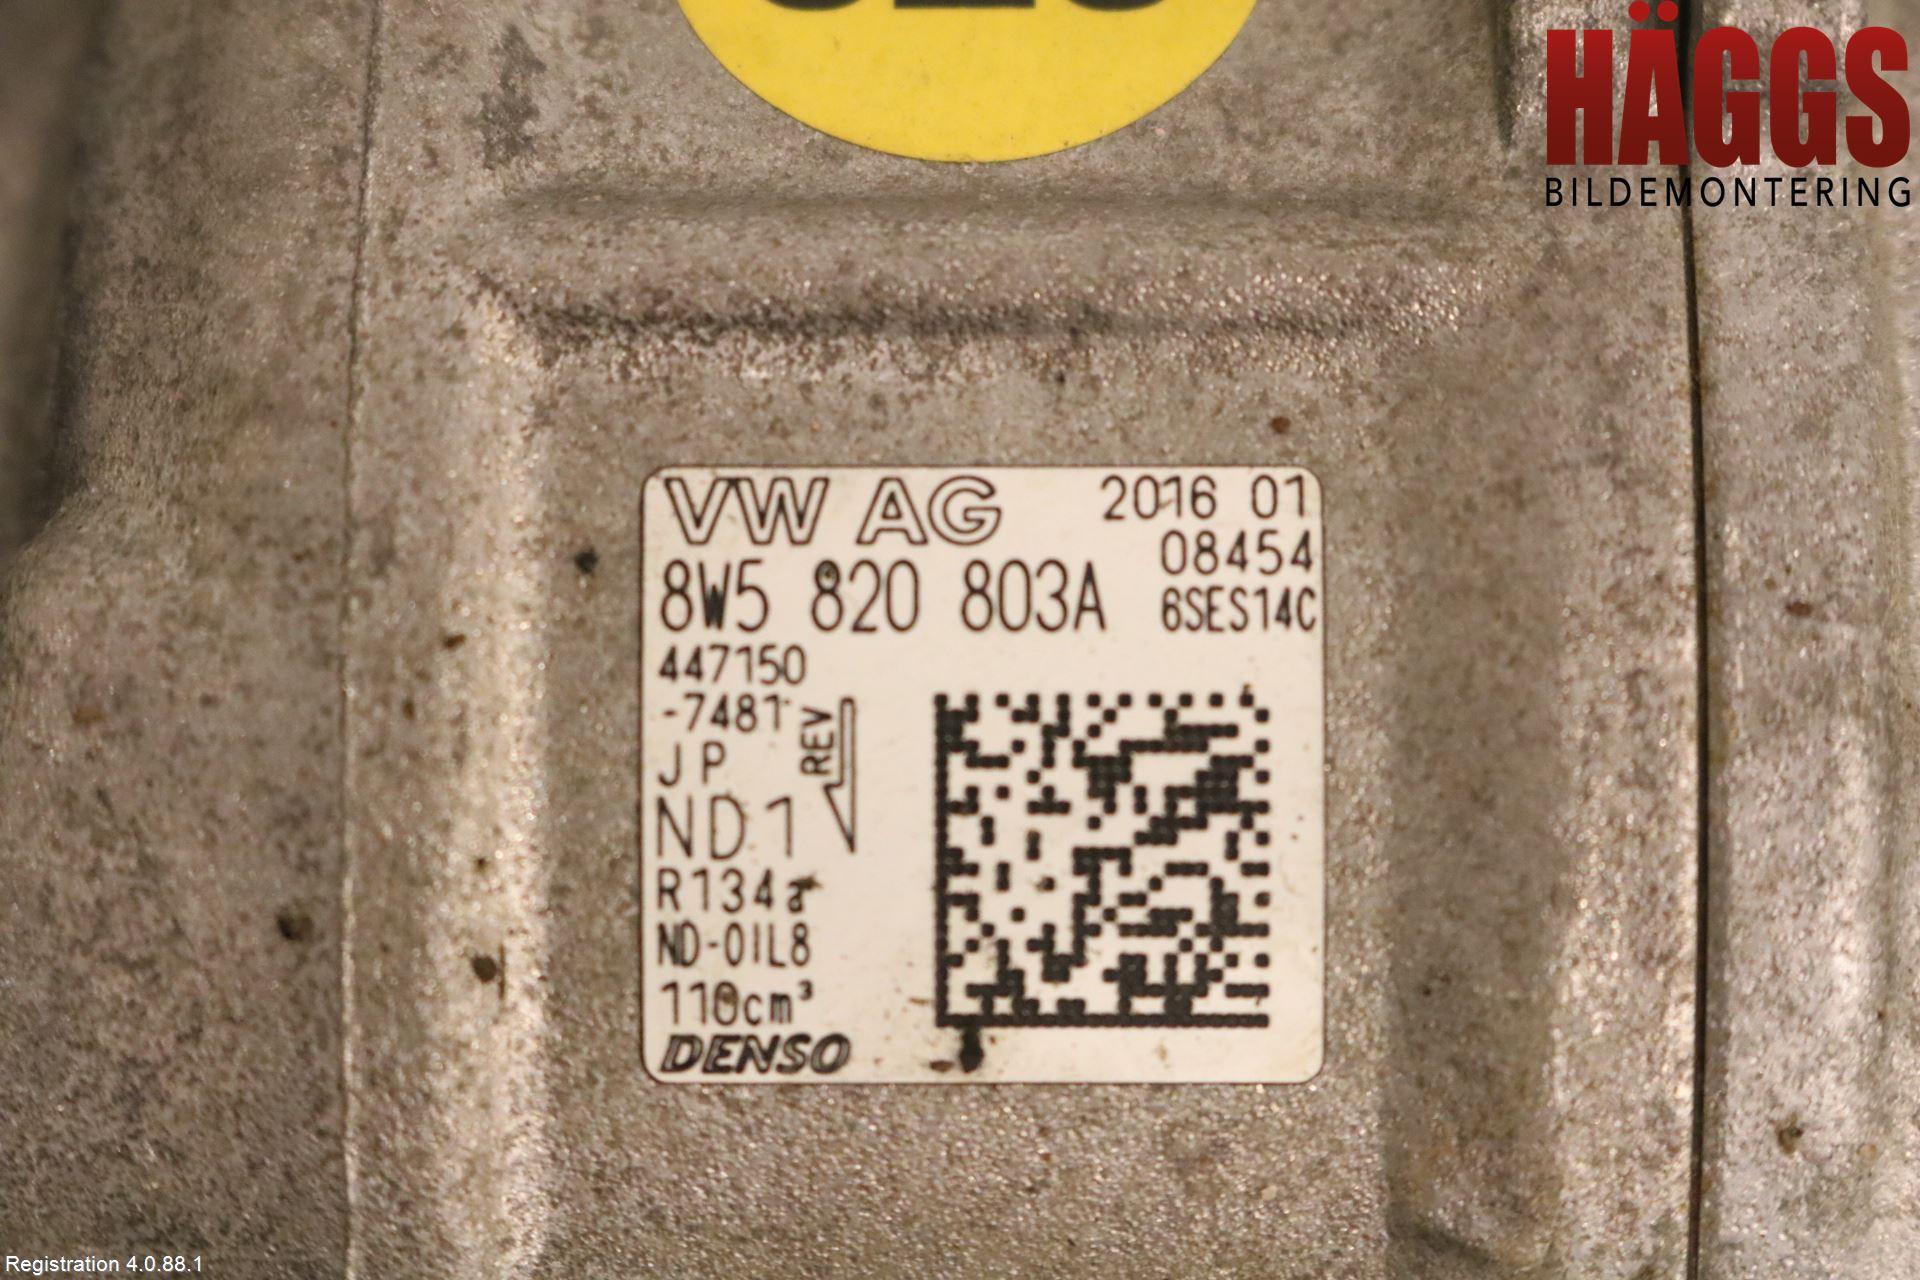 HÄGGS
BILDEMONTERING
VW AG
2016 01
08454
8W5 820 803A
6SES14C
447150
-7481
REV
JP
ND1
R134a
ND-OIL8
110cm³
DENSO
Registration 4.0.88.1